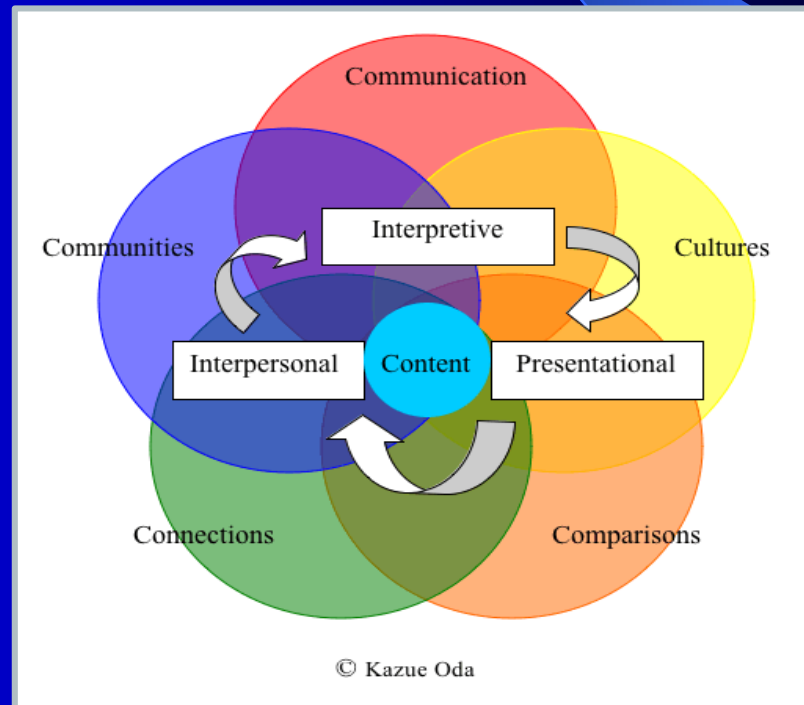 Communication
Interpretive
Communities
Cultures
Interpersonal
Content
Presentational
Connections
Comparisons
© Kazue Oda